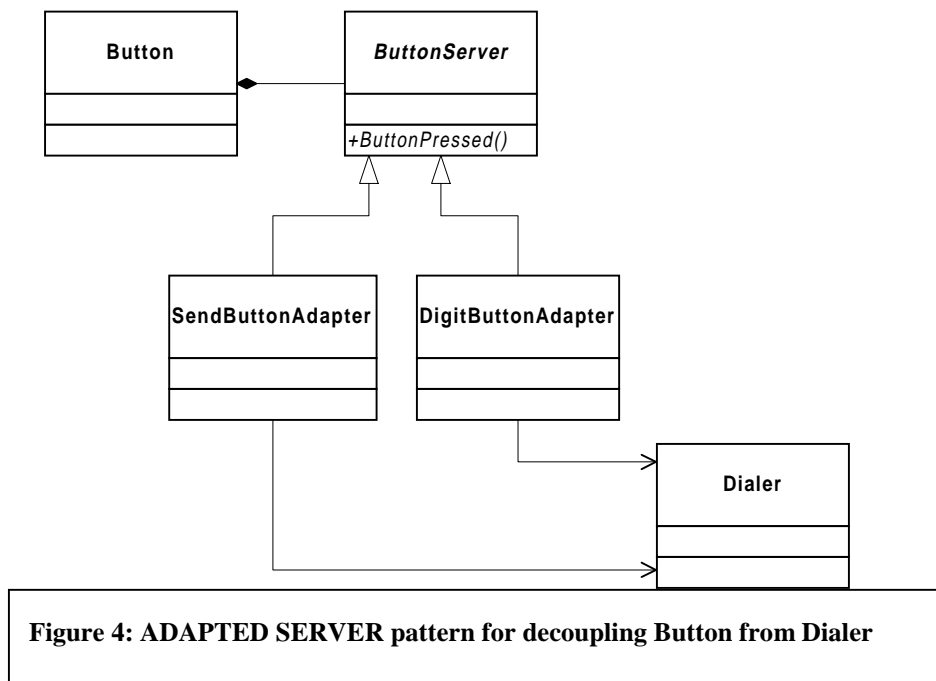 Button
ButtonServer
+ButtonPressed()
SendButtonAdapter
DigitButtonAdapter
Dialer
Figure 4: ADAPTED SERVER pattern for decoupling Button from Dialer